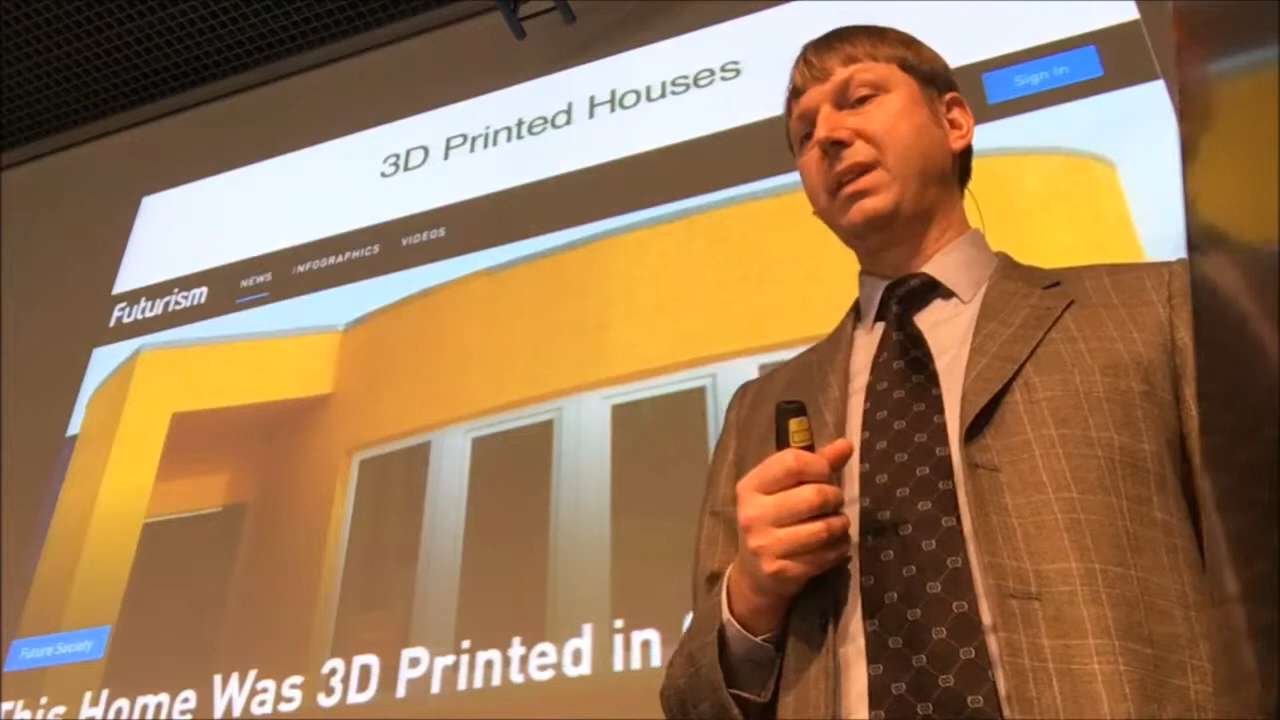 3D Printed Houses
Sign In
Futurism NEWS INFOGRAPHICS VIDEOS
Future Society
This Home Was 3D Printed in